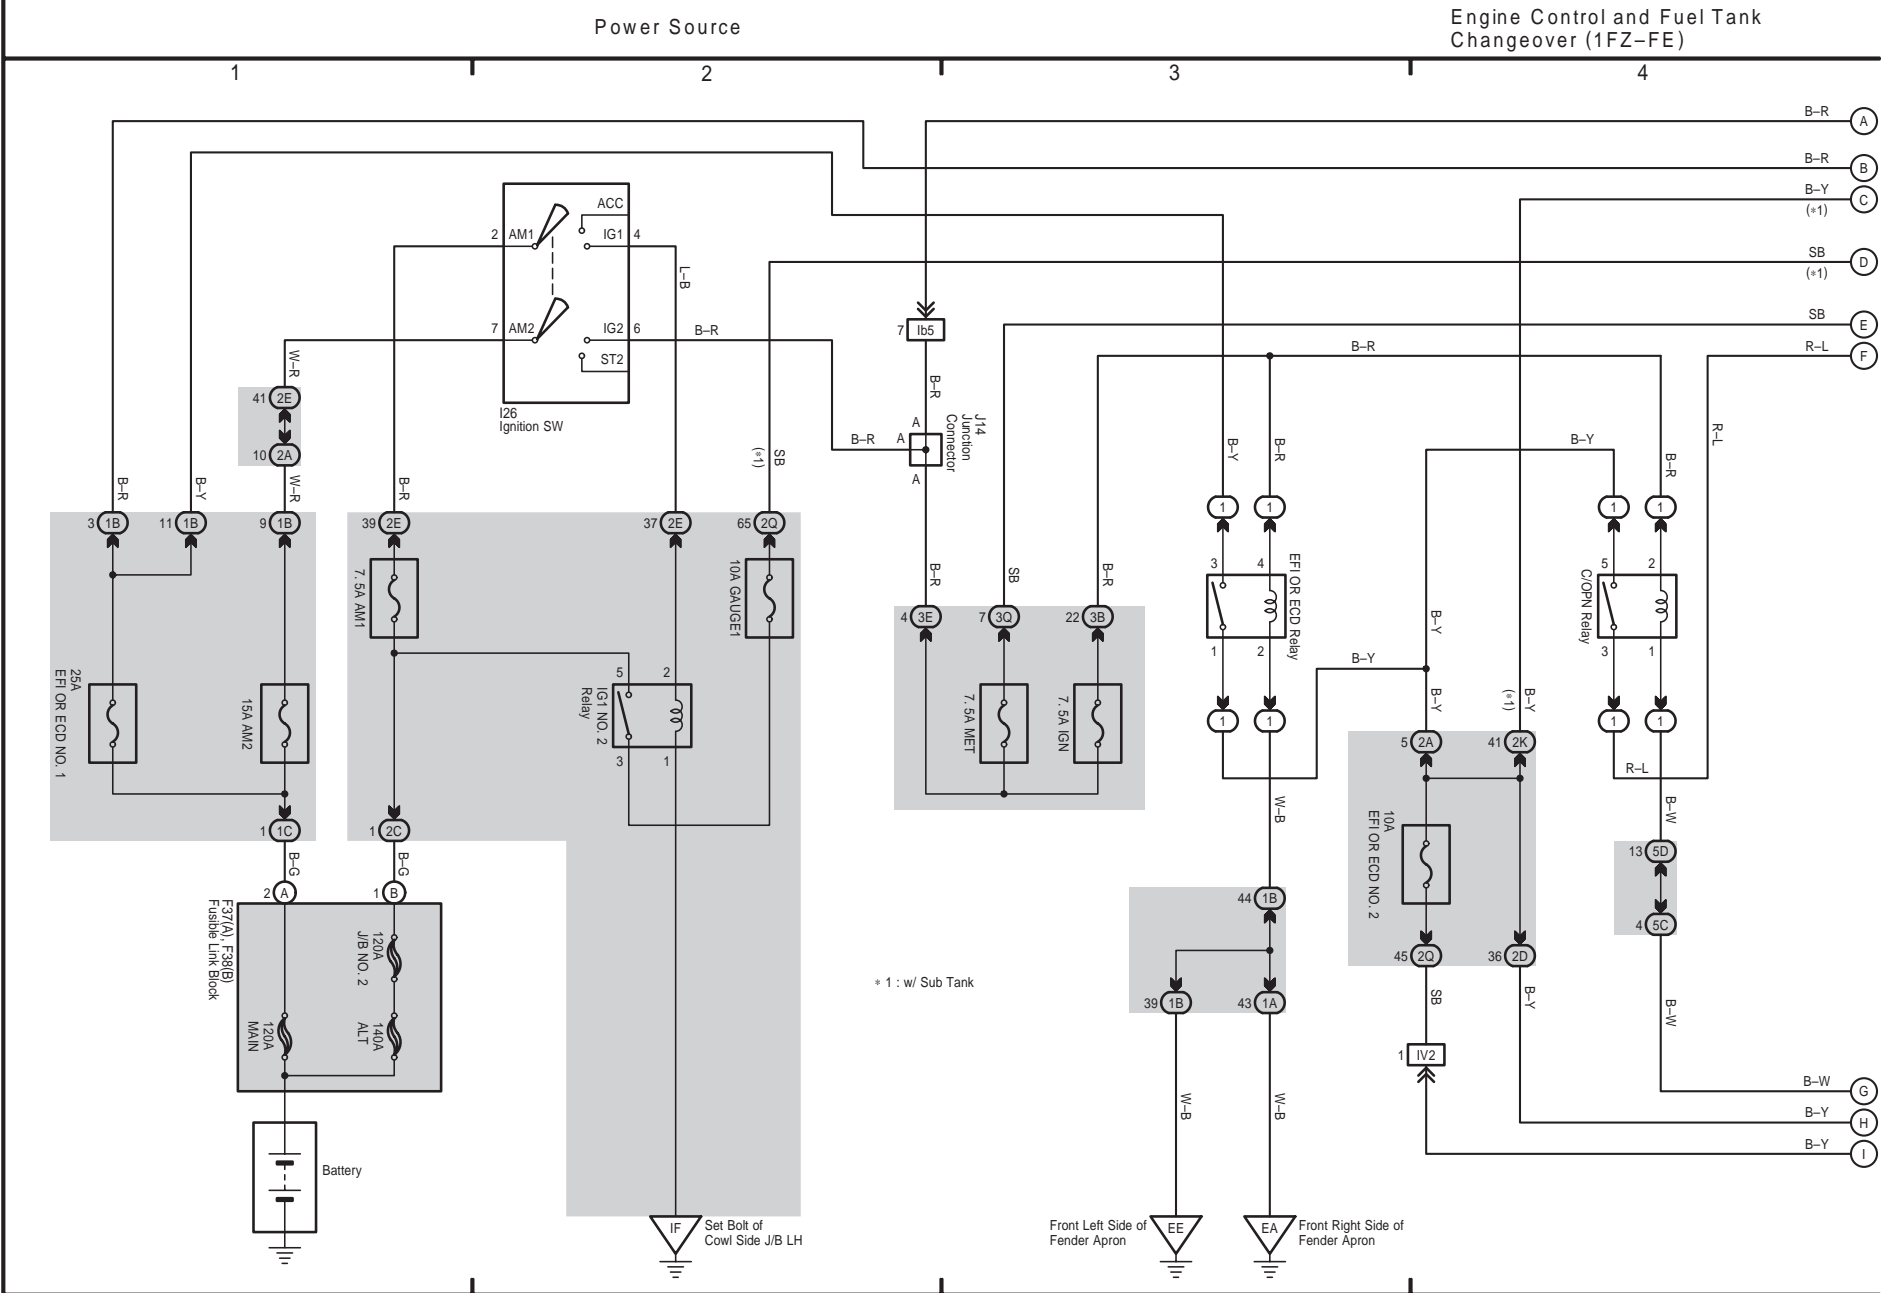 Power Source
Engine Control and Fuel Tank
Changeover (1FZ–FE)
1
2
3
4
B–R
A
B–R
B
B–Y
(*1)
C
SB
(*1)
D
SB
E
R–L
F
ACC
2
AM1
IG1
4
7
AM2
IG2
6
ST2
I26
Ignition SW
L–B
B–R
W–R
41
2E
10
2A
W–R
B–R
B–Y
B–R
SB
(*1)
7
Ib5
B–R
A
A
A
B–R
J14
Junction
Connector
B–R
B–Y
B–R
B–Y
B–R
R–L
3
1B
11
1B
9
1B
39
2E
37
2E
65
2Q
1
1
1
1
7. 5A AM1
10A GAUGE1
B–R
SB
B–R
4
3E
7
3Q
22
3B
3
4
1
2
EFI OR ECD Relay
5
2
3
1
C/OPN Relay
B–Y
B–Y
25A
EFI OR ECD NO. 1
15A AM2
5
2
3
1
IG1 NO. 2
Relay
7. 5A MET
7. 5A IGN
1
1
1
1
B–Y
B–Y
(*1)
5
2A
41
2K
R–L
W–B
B–W
10A
EFI OR ECD NO. 2
1
1C
1
2C
B–G
B–G
2
A
1
B
13
5D
4
5C
44
1B
39
1B
43
1A
45
2Q
36
2D
F37(A), F38(B)
Fusible Link Block
120A
J/B NO. 2
120A
MAIN
140A
ALT
* 1 : w/ Sub Tank
SB
B–Y
B–W
1
IV2
W–B
W–B
B–W
G
B–Y
H
B–Y
I
Battery
IF
Set Bolt of
Cowl Side J/B LH
Front Left Side of
Fender Apron
EE
EA
Front Right Side of
Fender Apron